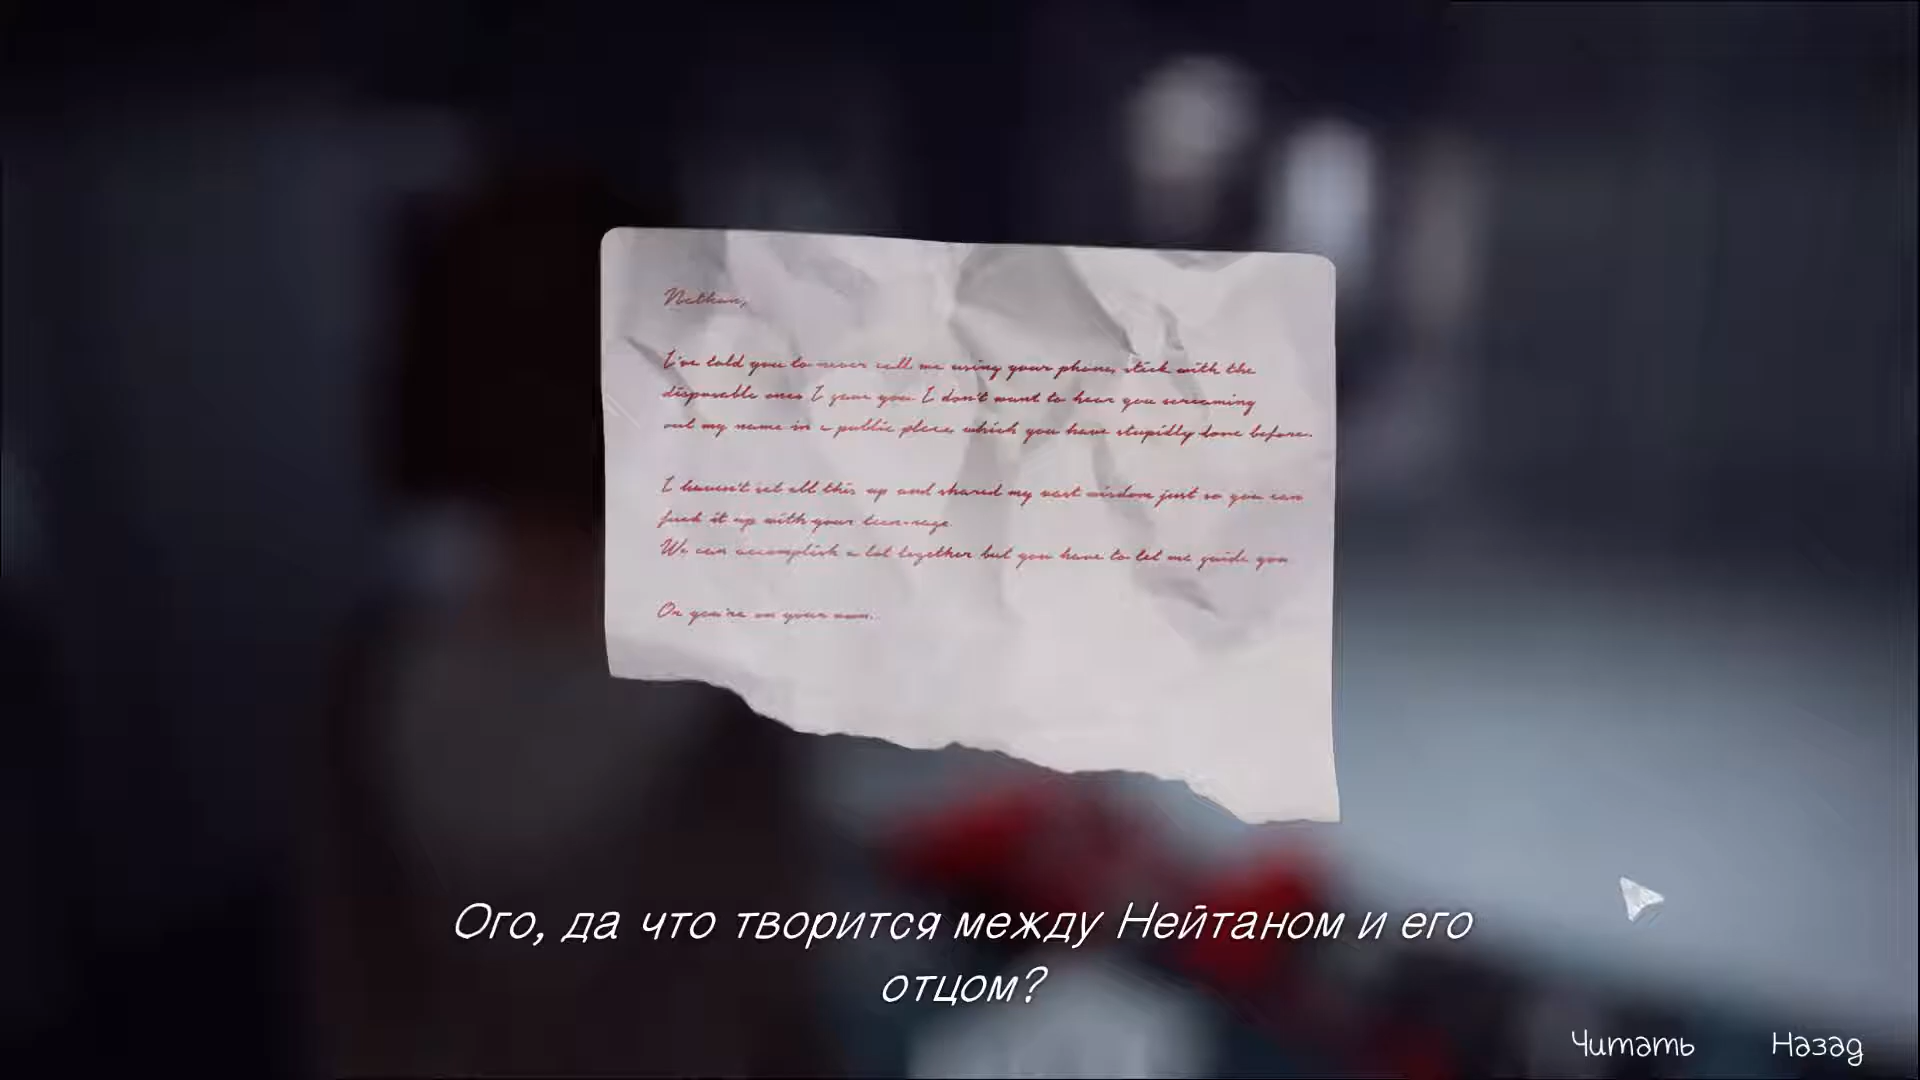 Nathan,
I've told you to never call me using your phone, stick with the
disposable ones I gave you. I don't want to hear you screaming
out my name in a public place, which you have stupidly done before.
I haven't set all this up and shared my vast wisdom just so you can
fuck it up with your teen-rage.
We can accomplish a lot together but you have to let me guide you
Or you're on your own.
Ого, да что творится между Нейтаном и его
отцом?
Читать Назад